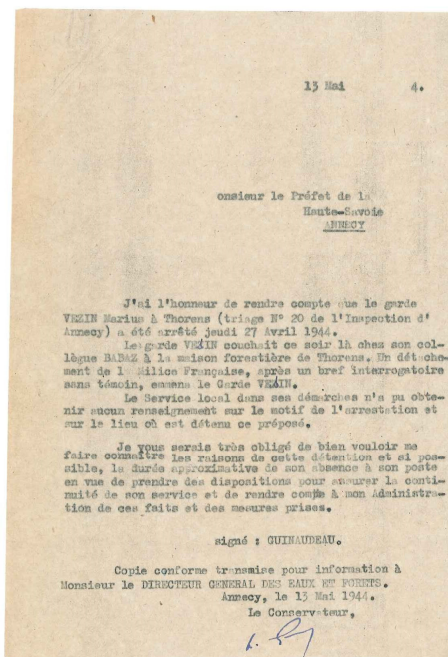 13 Mai 4.
onsieur le Préfet de la
Haute-Savoie
ANNECY
J'ai l'honneur de rendre compte que le garde
VEZIN Marius à Thorens (triage N° 20 de l'Inspection d'
Annecy) a été arrêté jeudi 27 Avril 1944.
Le garde VEZIN couchait ce soir là chez son col-
lègue BABAZ à la maison forestière de Thorens. Un détache-
ment de la Milice Française, après un bref interrogatoire
sans témoin, emmena le Garde VEZIN.
Le Service local dans ses démarches n'a pu obte-
nir aucun renseignement sur le motif de l'arrestation et
sur le lieu où est détenu ce préposé.
Je vous serais très obligé de bien vouloir me
faire connaître les raisons de cette détention et si pos-
sible, la durée approximative de son absence à son poste
en vue de prendre des dispositions pour assurer la conti-
nuité de son service et de rendre compte à mon Administra-
tion de ces faits et des mesures prises.
signé : GUINAUDEAU.
Copie conforme transmise pour information à
Monsieur le DIRECTEUR GENERAL DES EAUX ET FORETS.
Annecy, le 13 Mai 1944.
Le Conservateur,